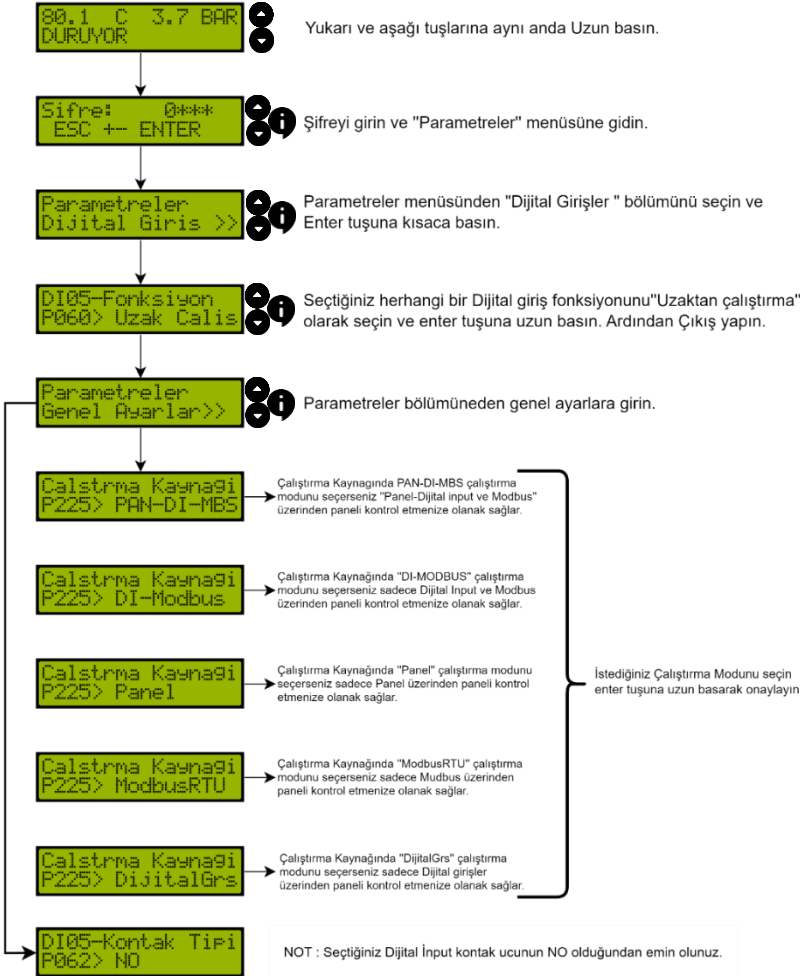 80.1 C 3.7 BAR
DURUYOR
Yukarı ve aşağı tuşlarına aynı anda Uzun basın.
Sifre: 0***
ESC +- ENTER
Şifreyi girin ve "Parametreler" menüsüne gidin.
Parametreler
Dijital Giris >>
Parametreler menüsünden "Dijital Girişler " bölümünü seçin ve
Enter tuşuna kısaca basın.
DI05-Fonksiyon
P060> Uzak Calis
Seçtiğiniz herhangi bir Dijital giriş fonksiyonunu"Uzaktan çalıştırma"
olarak seçin ve enter tuşuna uzun basın. Ardından Çıkış yapın.
Parametreler
Genel Ayarlar>>
Parametreler bölümüneden genel ayarlara girin.
Calstrma Kaynagi
P225> PAN-DI-MBS
Çalıştırma Kaynagında PAN-DI-MBS çalıştırma
modunu seçerseniz "Panel-Dijital input ve Modbus"
üzerinden paneli kontrol etmenize olanak sağlar.
Calstrma Kaynagi
P225> DI-Modbus
Çalıştırma Kaynağında "DI-MODBUS" çalıştırma
modunu seçerseniz sadece Dijital Input ve Modbus
üzerinden paneli kontrol etmenize olanak sağlar.
Calstrma Kaynagi
P225> Panel
Çalıştırma Kaynağında "Panel" çalıştırma modunu
seçerseniz sadece Panel üzerinden paneli kontrol
etmenize olanak sağlar.
İstediğiniz Çalıştırma Modunu seçin
enter tuşuna uzun basarak onaylayın
Calstrma Kaynagi
P225> ModbusRTU
Çalıştırma Kaynağında "ModbusRTU" çalıştırma
modunu seçerseniz sadece Mudbus üzerinden
paneli kontrol etmenize olanak sağlar.
Calstrma Kaynagi
P225> DijitalGrs
Çalıştırma Kaynağında "DijitalGrs" çalıştırma
modunu seçerseniz sadece Dijital girişler
üzerinden paneli kontrol etmenize olanak sağlar.
DI05-Kontak Tipi
P062> NO
NOT : Seçtiğiniz Dijital İnput kontak ucunun NO olduğundan emin olunuz.